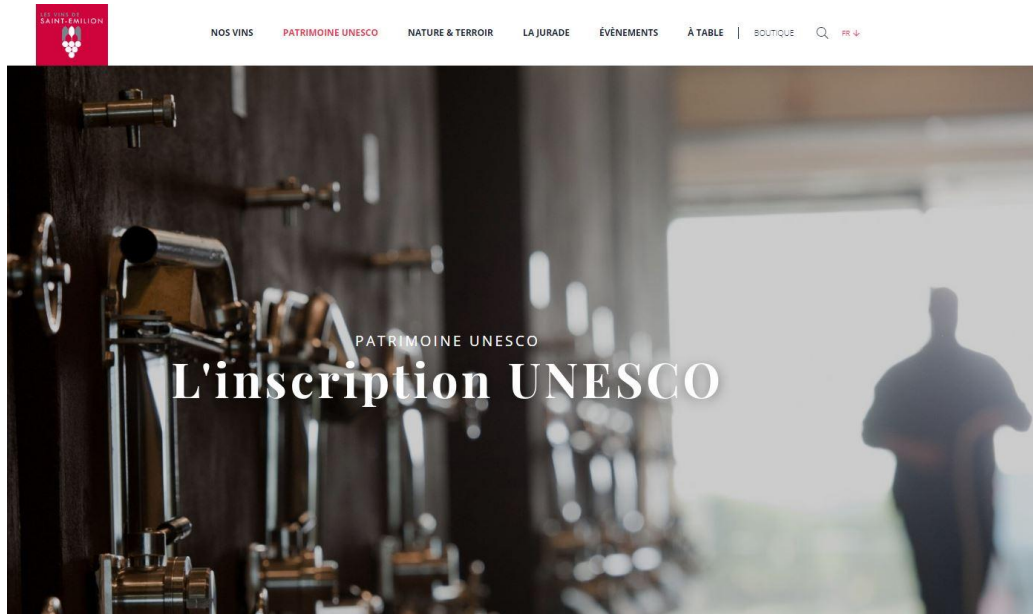 LES VINS DE
SAINT-EMILION
NOS VINS PATRIMOINE UNESCO NATURE & TERROIR LA JURADE ÉVÈNEMENTS À TABLE | BOUTIQUE FR
PATRIMOINE UNESCO
L'inscription UNESCO